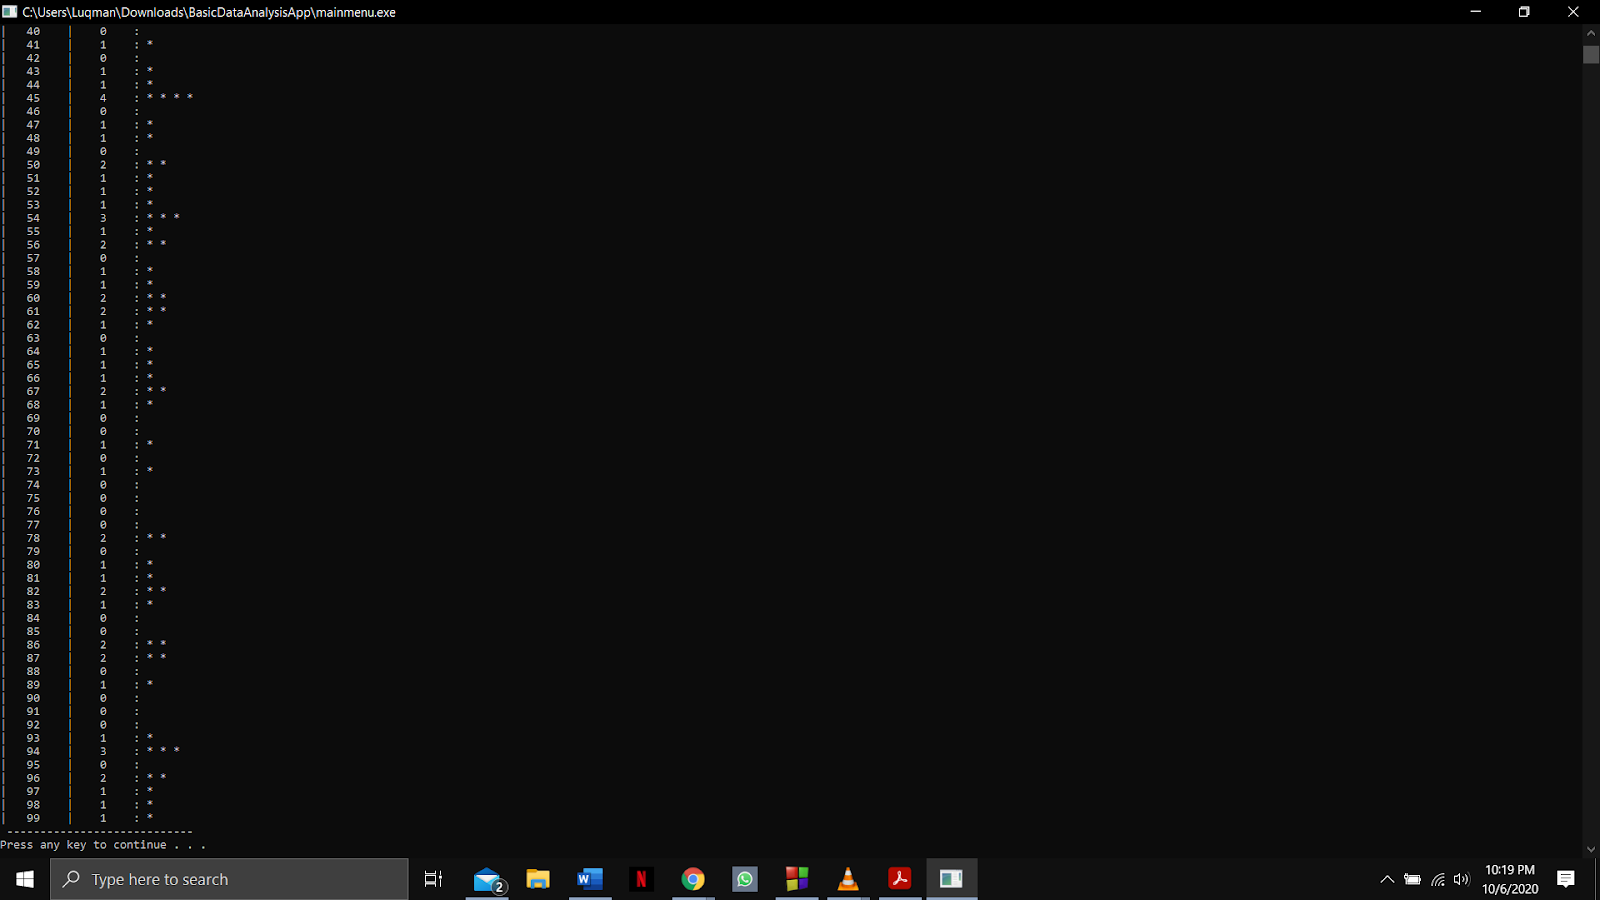 C:\Users\Luqman\Downloads\BasicDataAnalysisApp\mainmenu.exe
| 40 | 0 :
| 41 | 1 : *
| 42 | 0 :
| 43 | 1 : *
| 44 | 1 : *
| 45 | 4 : * * * *
| 46 | 0 :
| 47 | 1 : *
| 48 | 1 : *
| 49 | 0 :
| 50 | 2 : * *
| 51 | 1 : *
| 52 | 1 : *
| 53 | 1 : *
| 54 | 3 : * * *
| 55 | 1 : *
| 56 | 2 : * *
| 57 | 0 :
| 58 | 1 : *
| 59 | 1 : *
| 60 | 2 : * *
| 61 | 2 : * *
| 62 | 1 : *
| 63 | 0 :
| 64 | 1 : *
| 65 | 1 : *
| 66 | 1 : *
| 67 | 2 : * *
| 68 | 1 : *
| 69 | 0 :
| 70 | 0 :
| 71 | 1 : *
| 72 | 0 :
| 73 | 1 : *
| 74 | 0 :
| 75 | 0 :
| 76 | 0 :
| 77 | 0 :
| 78 | 2 : * *
| 79 | 0 :
| 80 | 1 : *
| 81 | 1 : *
| 82 | 2 : * *
| 83 | 1 : *
| 84 | 0 :
| 85 | 0 :
| 86 | 2 : * *
| 87 | 2 : * *
| 88 | 0 :
| 89 | 1 : *
| 90 | 0 :
| 91 | 0 :
| 92 | 0 :
| 93 | 1 : *
| 94 | 3 : * * *
| 95 | 0 :
| 96 | 2 : * *
| 97 | 1 : *
| 98 | 1 : *
| 99 | 1 : *
----------------------------
Press any key to continue . . .
Type here to search
2
N
W
10:19 PM
10/6/2020